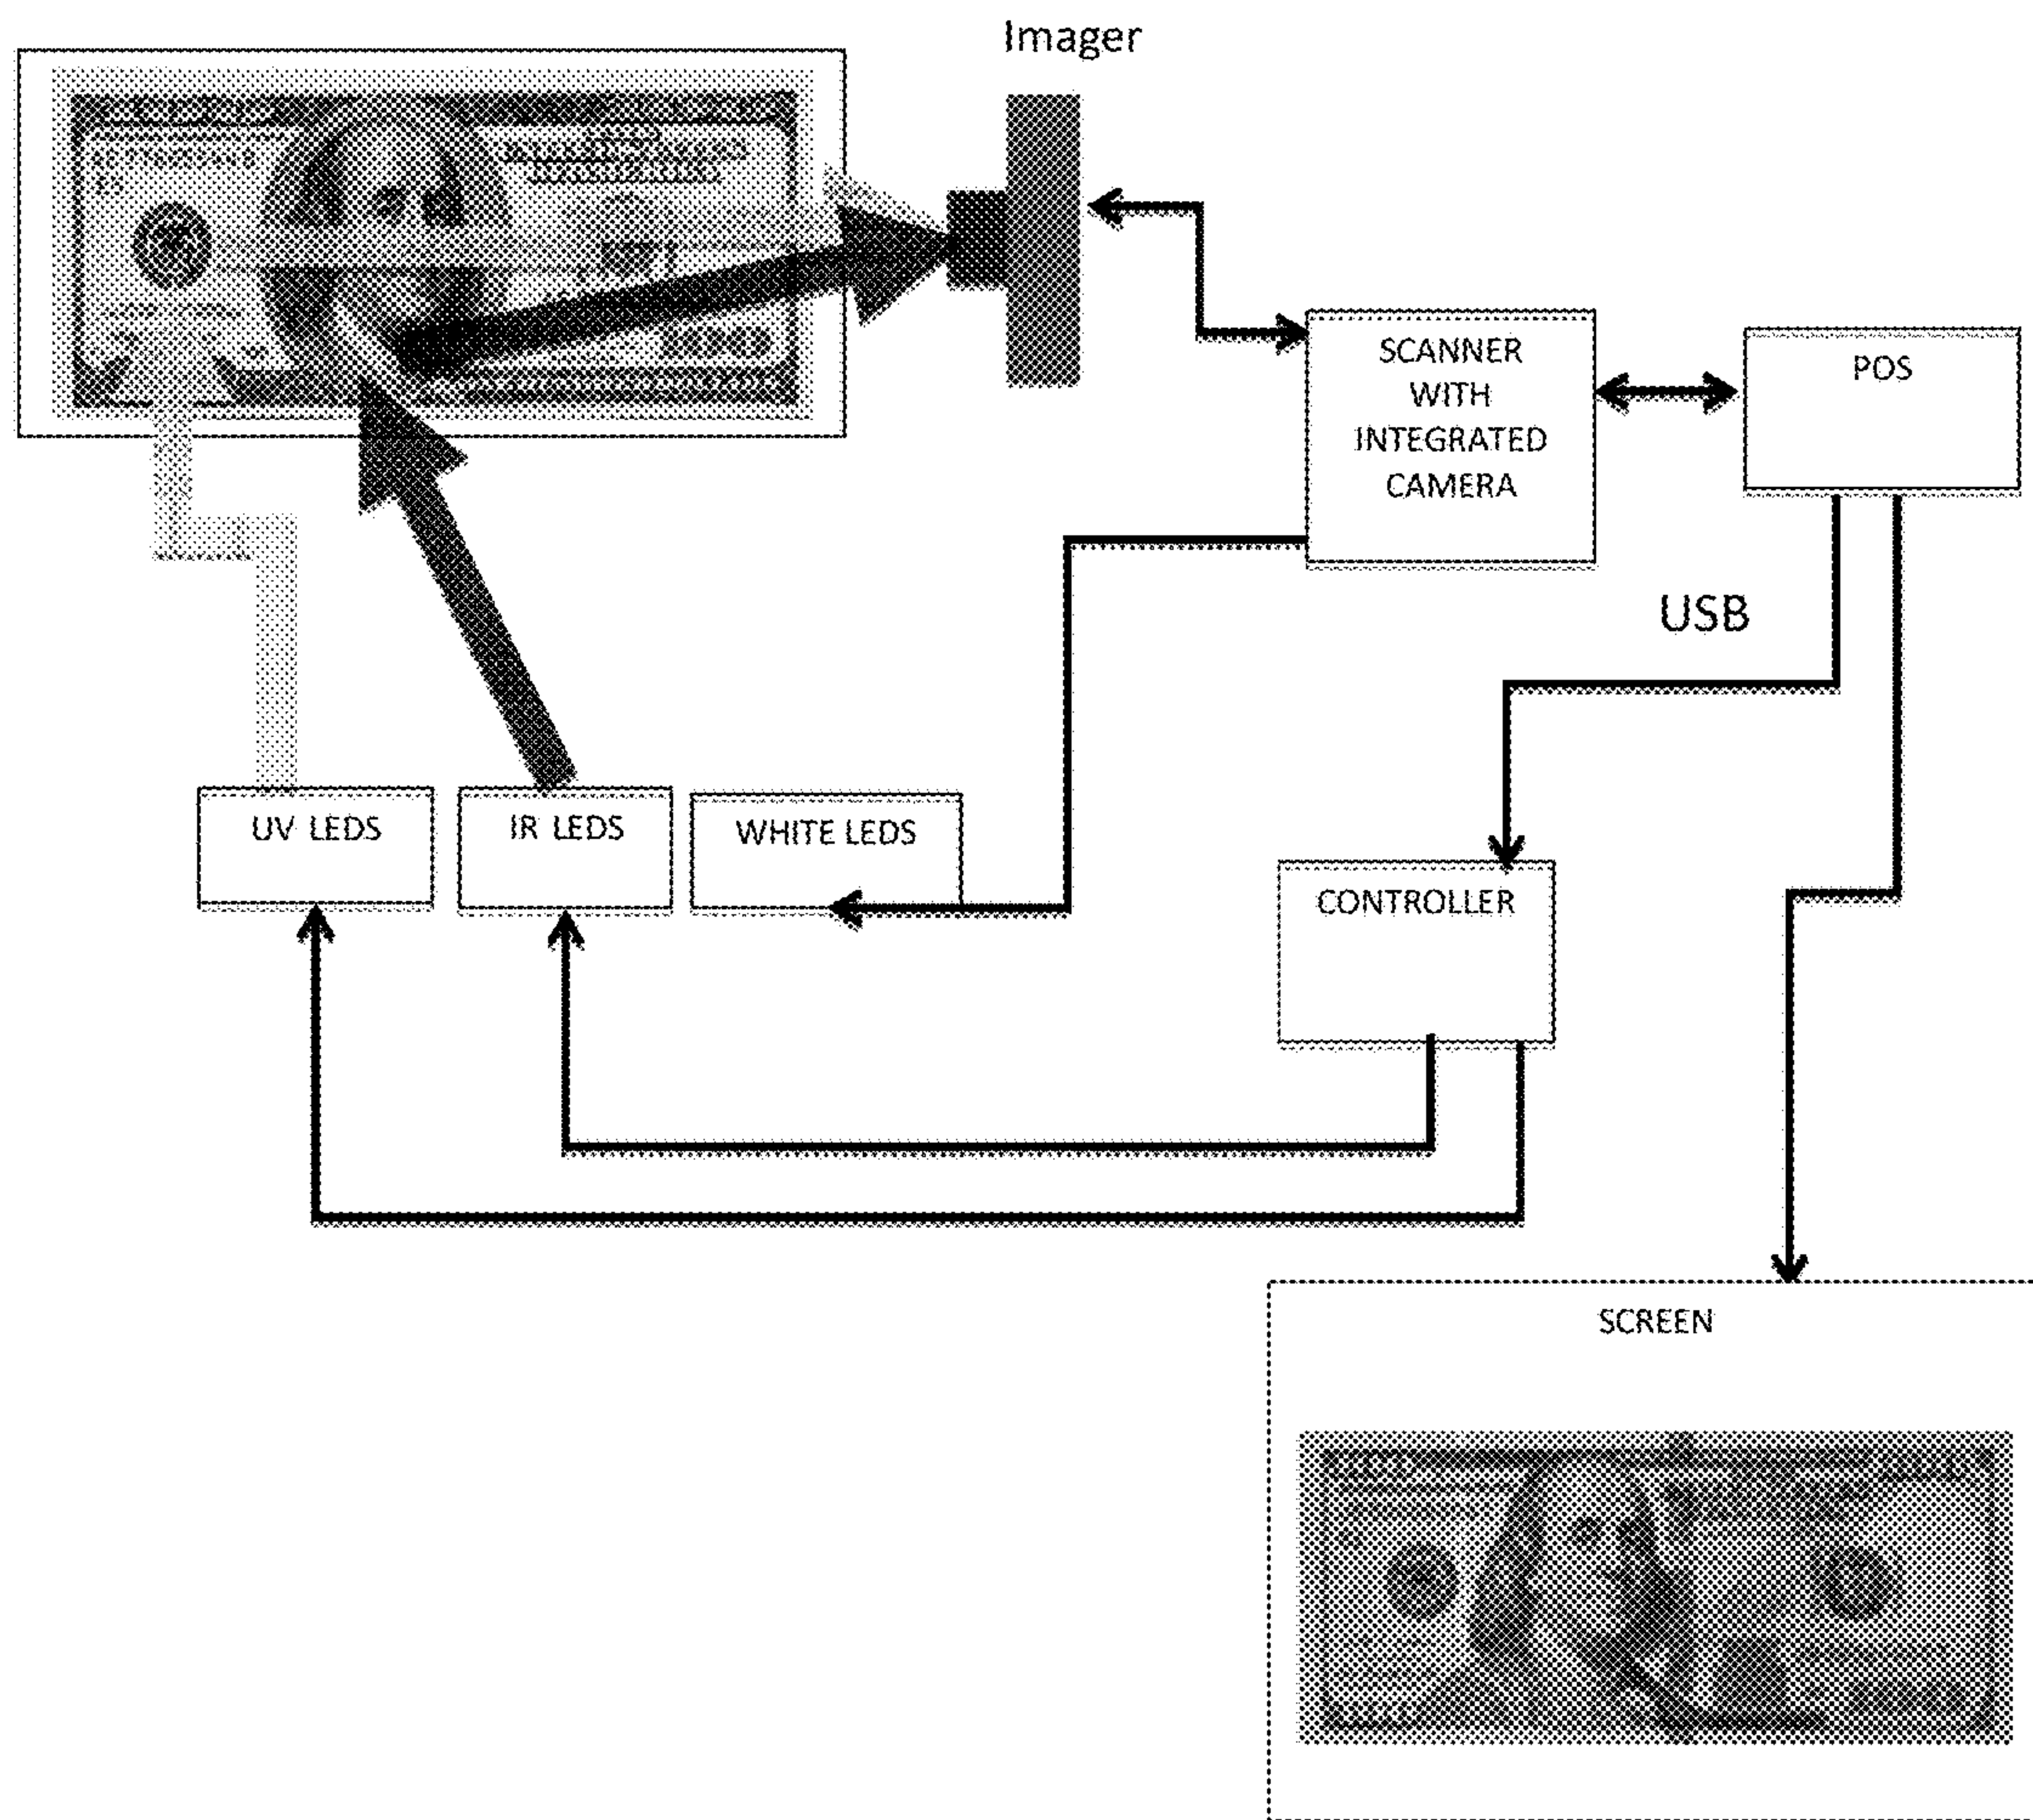 Imager
SCANNER
WITH
INTEGRATED
CAMERA
POS
USB
UV LEDS
IR LEDS
WHITE LEDS
CONTROLLER
SCREEN